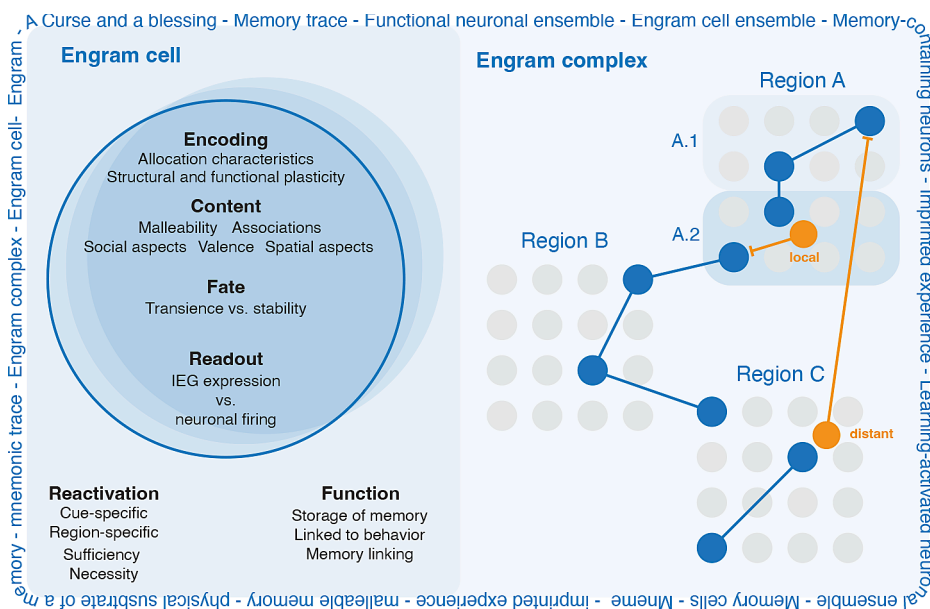 A Curse and a blessing - Memory trace - Functional neuronal ensemble - Engram cell ensemble - Memory-containing neurons - Imprinted experience - Learning-activated neuronal ensemble - Memory cells - Mneme - imprinted experience - malleable memory - physical susbtrate of a memory - mnemonic trace - Engram complex - Engram cell- Engram -
Engram cell
Encoding
Allocation characteristics
Structural and functional plasticity
Content
Malleability Associations
Social aspects Valence Spatial aspects
Fate
Transience vs. stability
Readout
IEG expression
vs.
neuronal firing
Reactivation
Cue-specific
Region-specific
Sufficiency
Necessity
Function
Storage of memory
Linked to behavior
Memory linking
Engram complex
Region A
A.1
A.2
local
Region B
Region C
distant